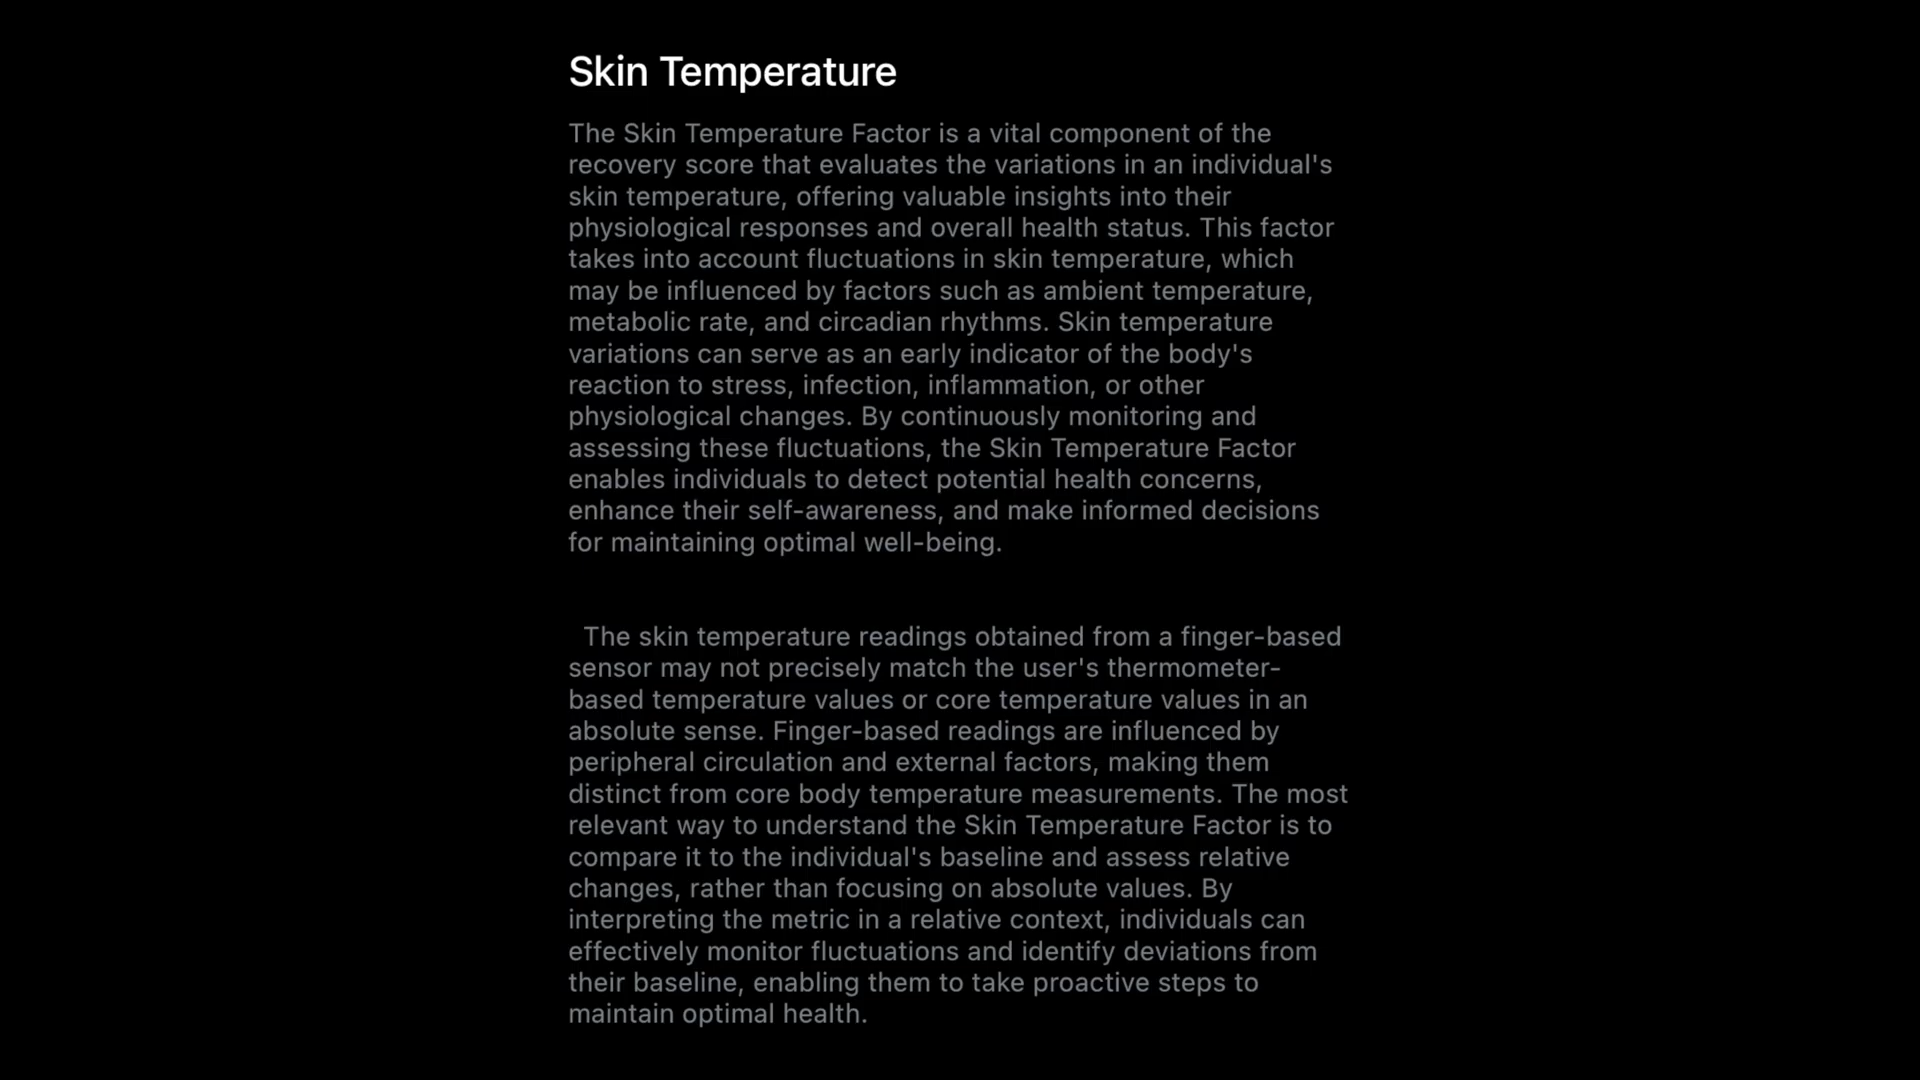 Skin Temperature
The Skin Temperature Factor is a vital component of the
recovery score that evaluates the variations in an individual's
skin temperature, offering valuable insights into their
physiological responses and overall health status. This factor
takes into account fluctuations in skin temperature, which
may be influenced by factors such as ambient temperature,
metabolic rate, and circadian rhythms. Skin temperature
variations can serve as an early indicator of the body's
reaction to stress, infection, inflammation, or other
physiological changes. By continuously monitoring and
assessing these fluctuations, the Skin Temperature Factor
enables individuals to detect potential health concerns,
enhance their self-awareness, and make informed decisions
for maintaining optimal well-being.
The skin temperature readings obtained from a finger-based
sensor may not precisely match the user's thermometer-
based temperature values or core temperature values in an
absolute sense. Finger-based readings are influenced by
peripheral circulation and external factors, making them
distinct from core body temperature measurements. The most
relevant way to understand the Skin Temperature Factor is to
compare it to the individual's baseline and assess relative
changes, rather than focusing on absolute values. By
interpreting the metric in a relative context, individuals can
effectively monitor fluctuations and identify deviations from
their baseline, enabling them to take proactive steps to
maintain optimal health.